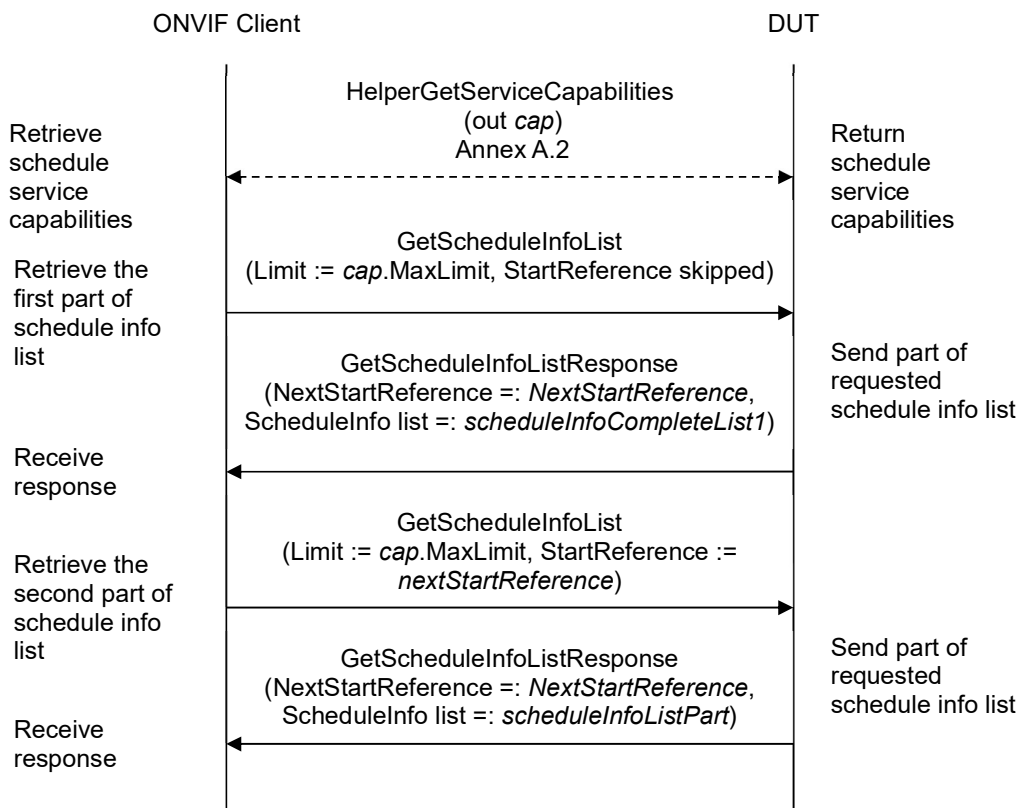 ONVIF Client
DUT
HelperGetServiceCapabilities
(out cap)
Annex A.2
Retrieve
schedule
service
capabilities
Return
schedule
service
capabilities
GetScheduleInfoList
(Limit := cap.MaxLimit, StartReference skipped)
Retrieve the
first part of
schedule info
list
GetScheduleInfoListResponse
(NextStartReference =: NextStartReference,
ScheduleInfo list =: scheduleInfoCompleteList1)
Send part of
requested
schedule info list
Receive
response
GetScheduleInfoList
(Limit := cap.MaxLimit, StartReference :=
nextStartReference)
Retrieve the
second part of
schedule info
list
GetScheduleInfoListResponse
(NextStartReference =: NextStartReference,
ScheduleInfo list =: scheduleInfoListPart)
Send part of
requested
schedule info list
Receive
response